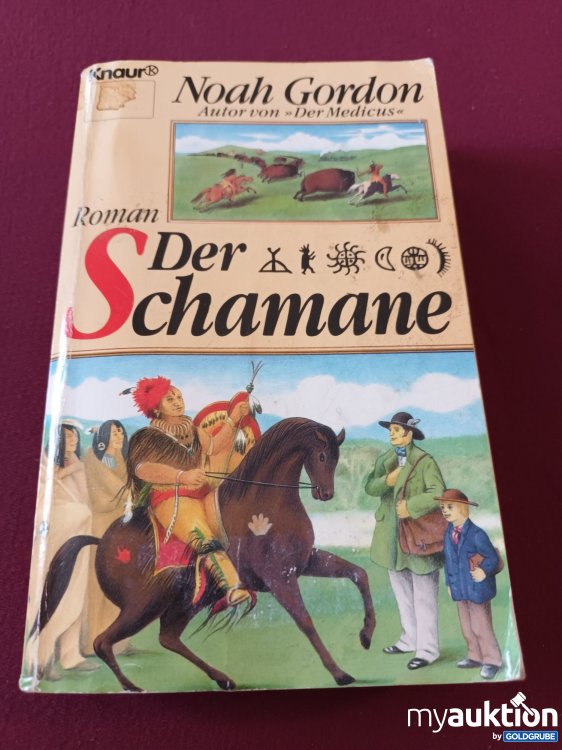 Knaur®
Noah Gordon
Autor von »Der Medicus«
Roman
Der
Schamane
myauktion
by GOLDGRUBE